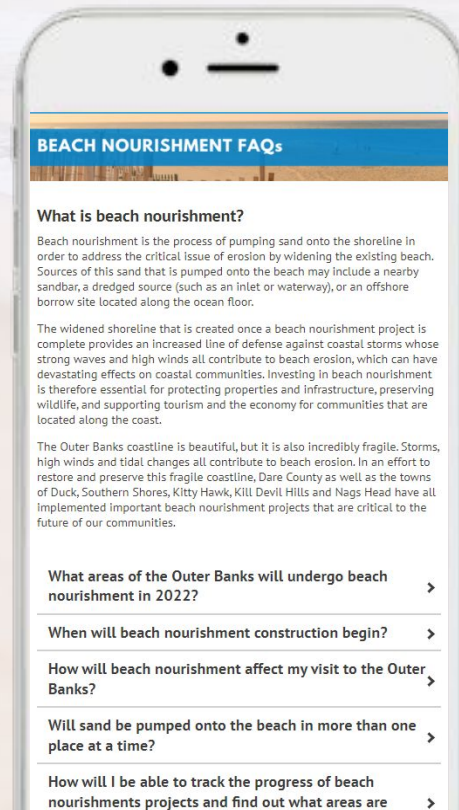 BEACH NOURISHMENT FAQs
What is beach nourishment?
Beach nourishment is the process of pumping sand onto the shoreline in
order to address the critical issue of erosion by widening the existing beach.
Sources of this sand that is pumped onto the beach may include a nearby
sandbar, a dredged source (such as an inlet or waterway), or an offshore
borrow site located along the ocean floor.
The widened shoreline that is created once a beach nourishment project is
complete provides an increased line of defense against coastal storms whose
strong waves and high winds all contribute to beach erosion, which can have
devastating effects on coastal communities. Investing in beach nourishment
is therefore essential for protecting properties and infrastructure, preserving
wildlife, and supporting tourism and the economy for communities that are
located along the coast.
The Outer Banks coastline is beautiful, but it is also incredibly fragile. Storms,
high winds and tidal changes all contribute to beach erosion. In an effort to
restore and preserve this fragile coastline, Dare County as well as the towns
of Duck, Southern Shores, Kitty Hawk, Kill Devil Hills and Nags Head have all
implemented important beach nourishment projects that are critical to the
future of our communities.
What areas of the Outer Banks will undergo beach
nourishment in 2022?
When will beach nourishment construction begin?
How will beach nourishment affect my visit to the Outer
Banks?
Will sand be pumped onto the beach in more than one
place at a time?
How will I be able to track the progress of beach
nourishments projects and find out what areas are